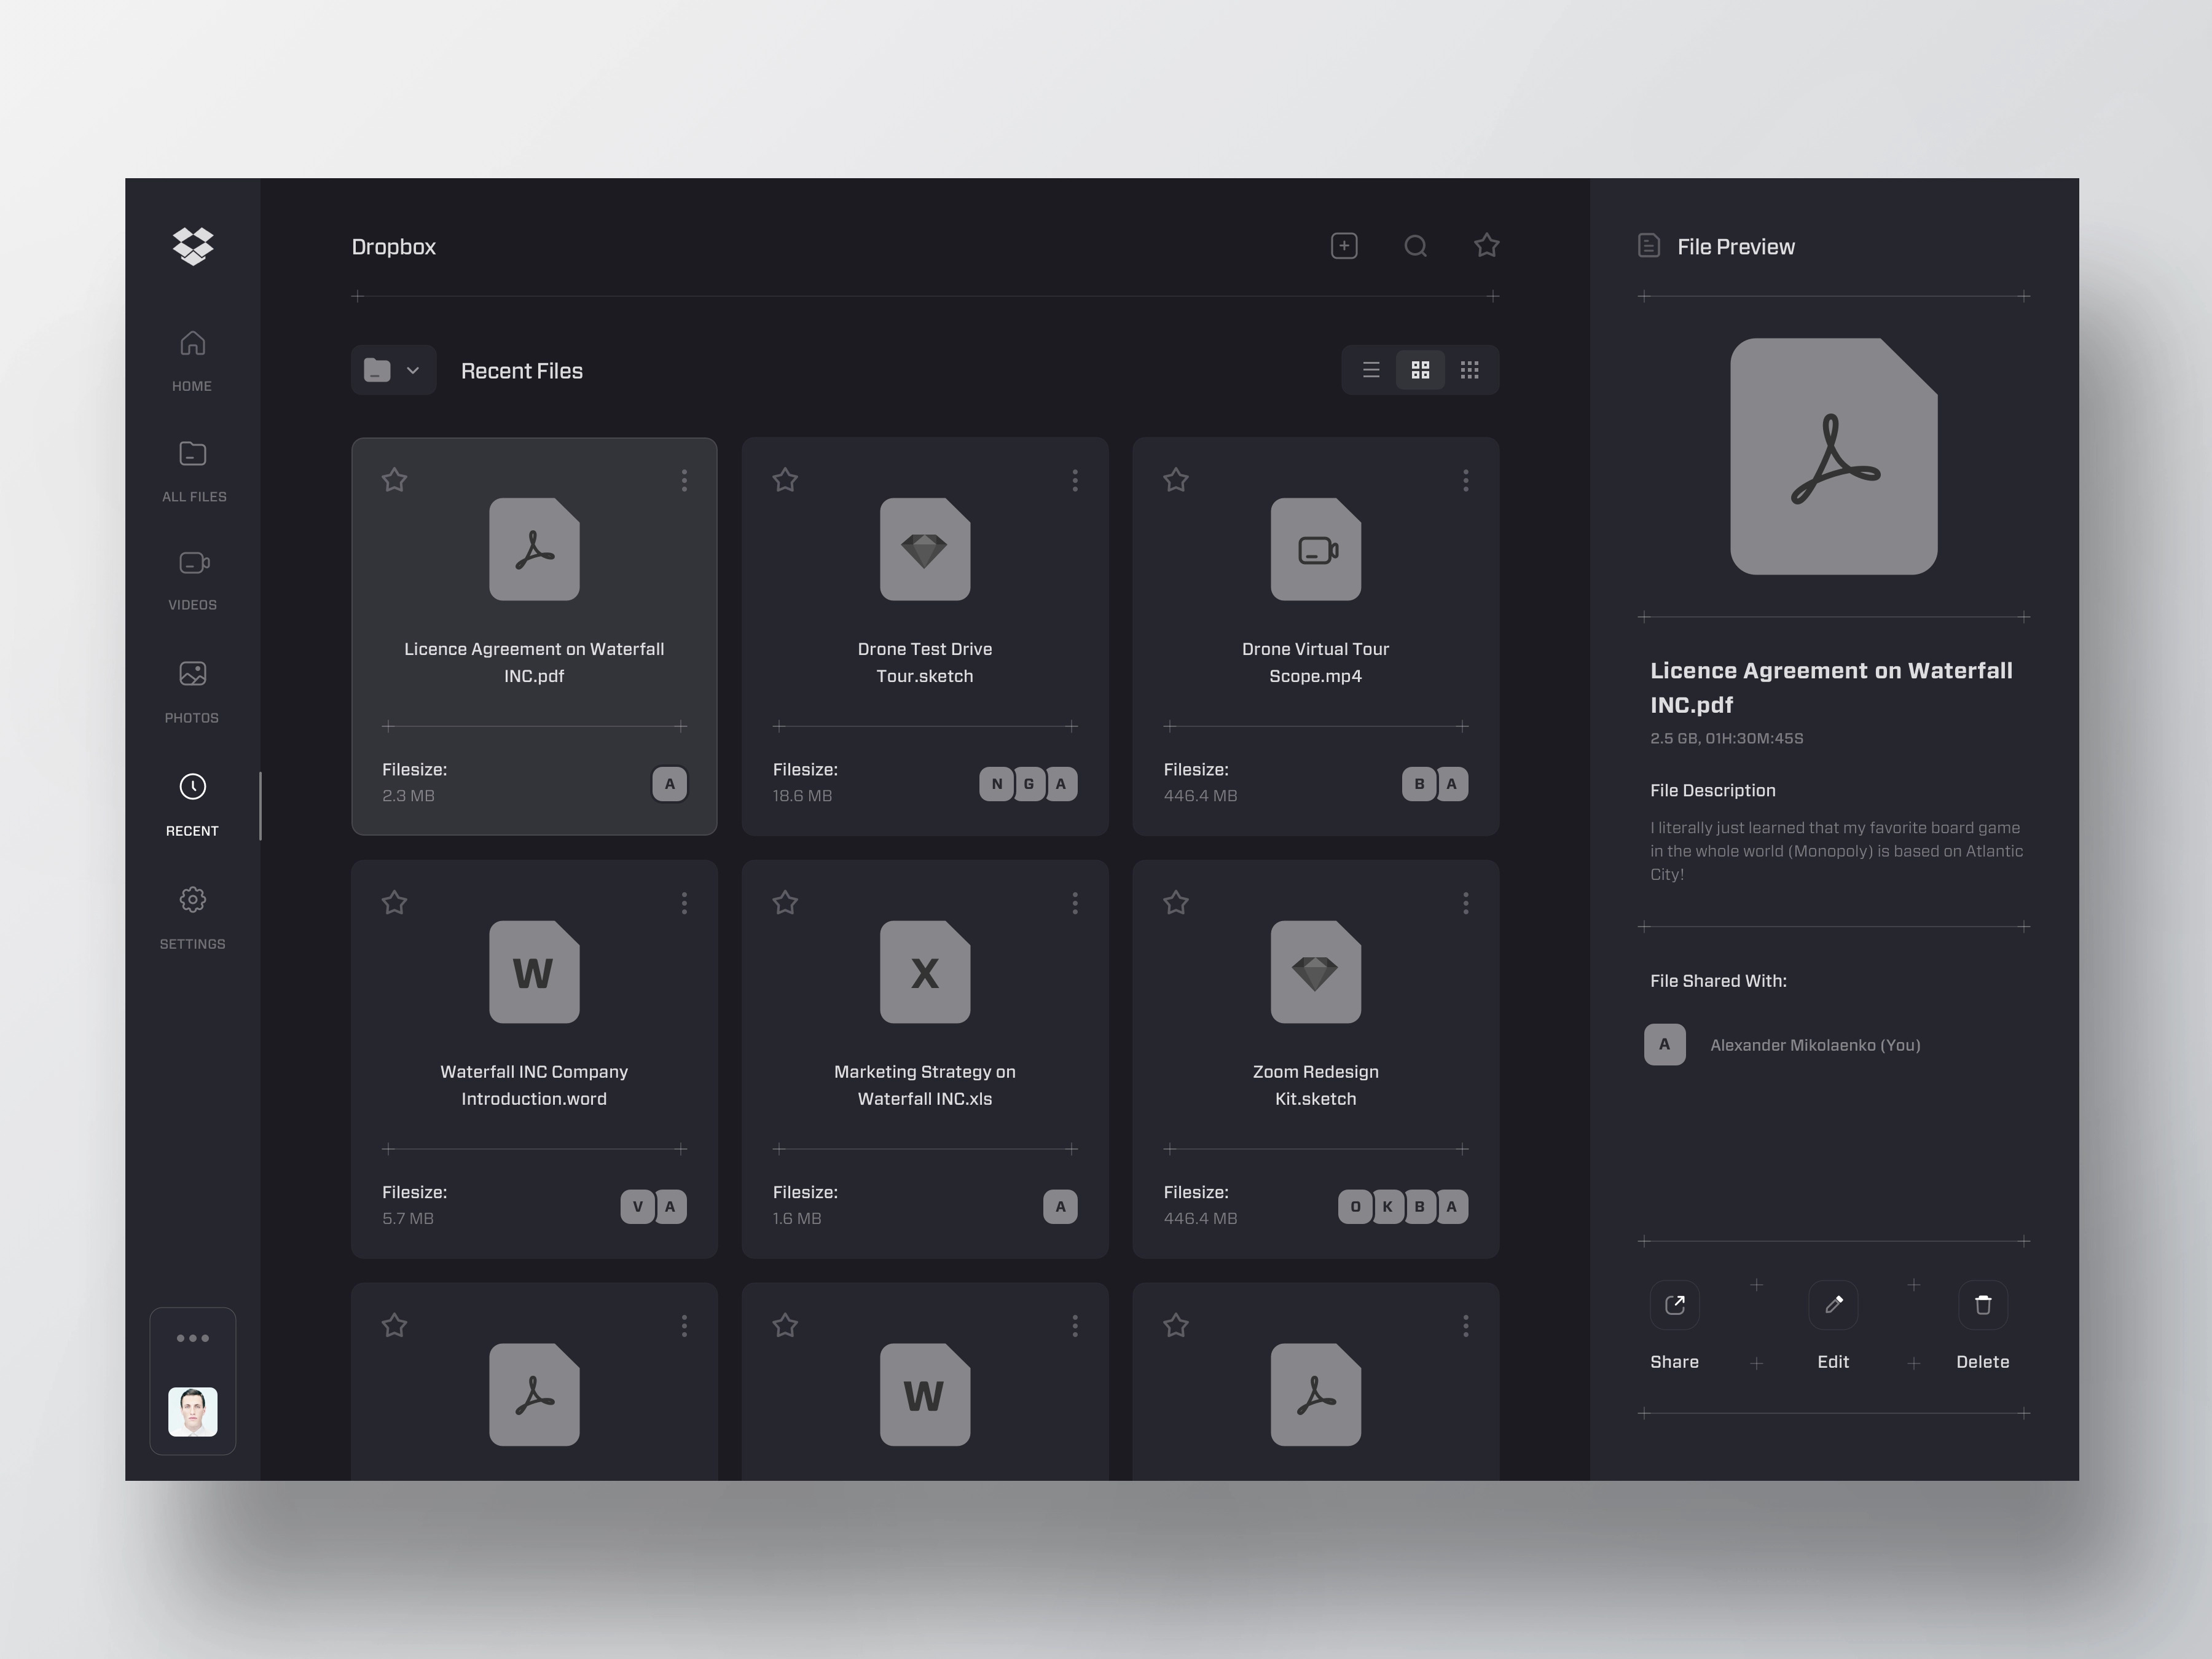 Dropbox
File Preview
HOME
ALL FILES
VIDEOS
PHOTOS
RECENT
SETTINGS
Recent Files
Licence Agreement on Waterfall
INC.pdf
Filesize:
2.3 MB
A
Drone Test Drive
Tour.sketch
Filesize:
18.6 MB
N G A
Drone Virtual Tour
Scope.mp4
Filesize:
446.4 MB
B A
W
Waterfall INC Company
Introduction.word
Filesize:
5.7 MB
V A
X
Marketing Strategy on
Waterfall INC.xls
Filesize:
1.6 MB
A
Zoom Redesign
Kit.sketch
Filesize:
446.4 MB
O K B A
W
Licence Agreement on Waterfall
INC.pdf
2.5 GB, 01H:30M:45S
File Description
I literally just learned that my favorite board game
in the whole world (Monopoly) is based on Atlantic
City!
File Shared With:
A
Alexander Mikolaenko (You)
Share
Edit
Delete